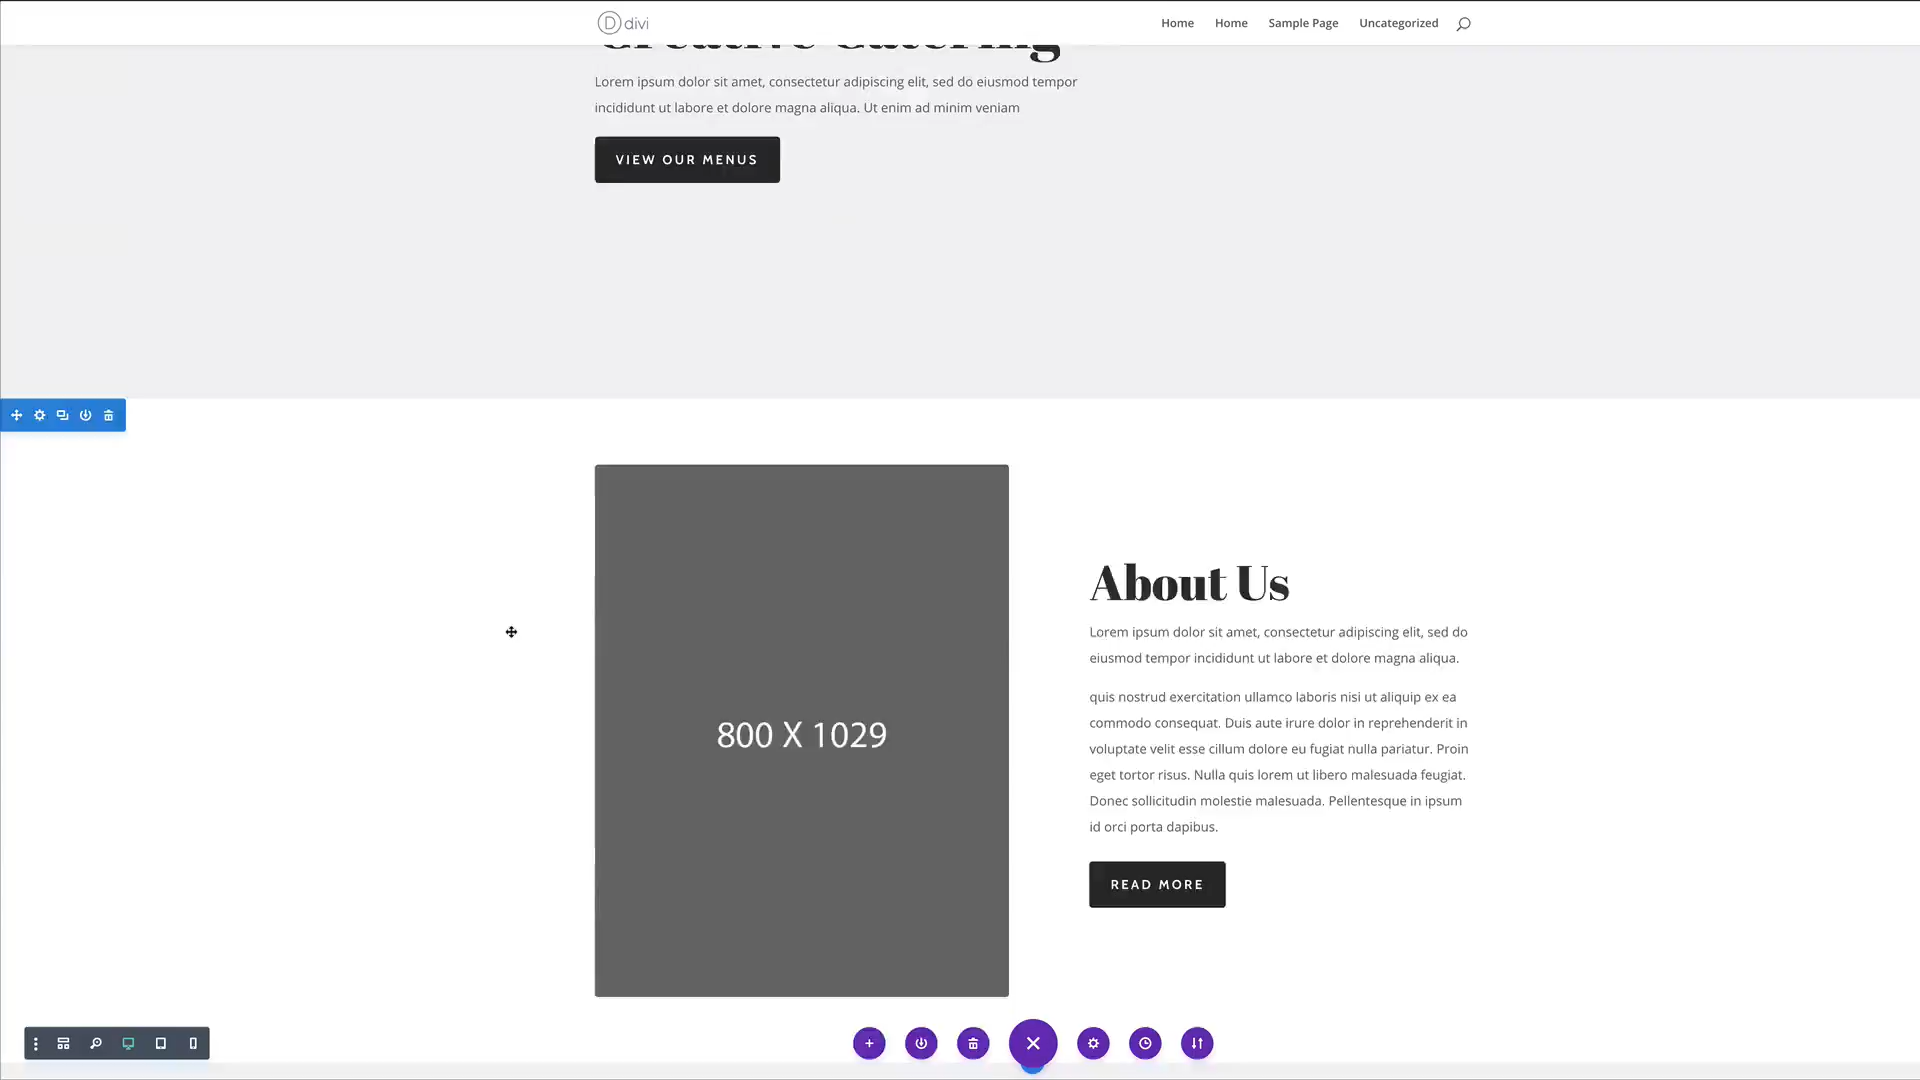 divi
Home
Home
Sample Page
Uncategorized
Creative Catering
Lorem ipsum dolor sit amet, consectetur adipiscing elit, sed do eiusmod tempor
incididunt ut labore et dolore magna aliqua. Ut enim ad minim veniam
VIEW OUR MENUS
800 X 1029
About Us
Lorem ipsum dolor sit amet, consectetur adipiscing elit, sed do
eiusmod tempor incididunt ut labore et dolore magna aliqua.
quis nostrud exercitation ullamco laboris nisi ut aliquip ex ea
commodo consequat. Duis aute irure dolor in reprehenderit in
voluptate velit esse cillum dolore eu fugiat nulla pariatur. Proin
eget tortor risus. Nulla quis lorem ut libero malesuada feugiat.
Donec sollicitudin molestie malesuada. Pellentesque in ipsum
id orci porta dapibus.
READ MORE